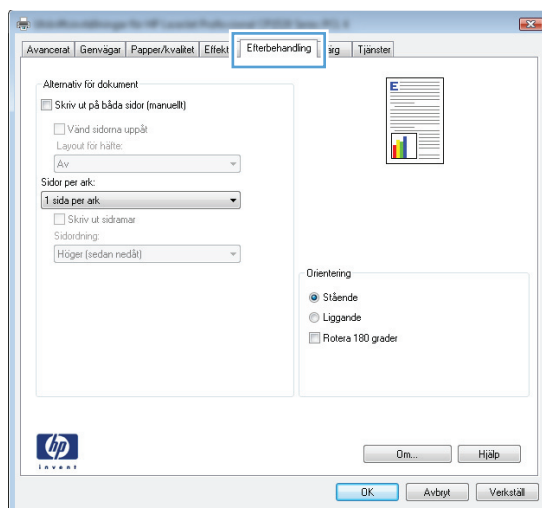 Avancerat Genvägar Papper/kvalitet Effekt Efterbehandling Tjänster
Alternativ för dokument
Skriv ut på båda sidor (manuellt)
Vänd sidorna uppåt
Layout för häfte:
Av
Sidor per ark:
1 sida per ark
Skriv ut sidramar
Sidordning:
Höger (sedan nedåt)
E
Orientering
Stående
Liggande
Rotera 180 grader
hp
invent
Om... Hjälp
OK Avbryt Verkställ